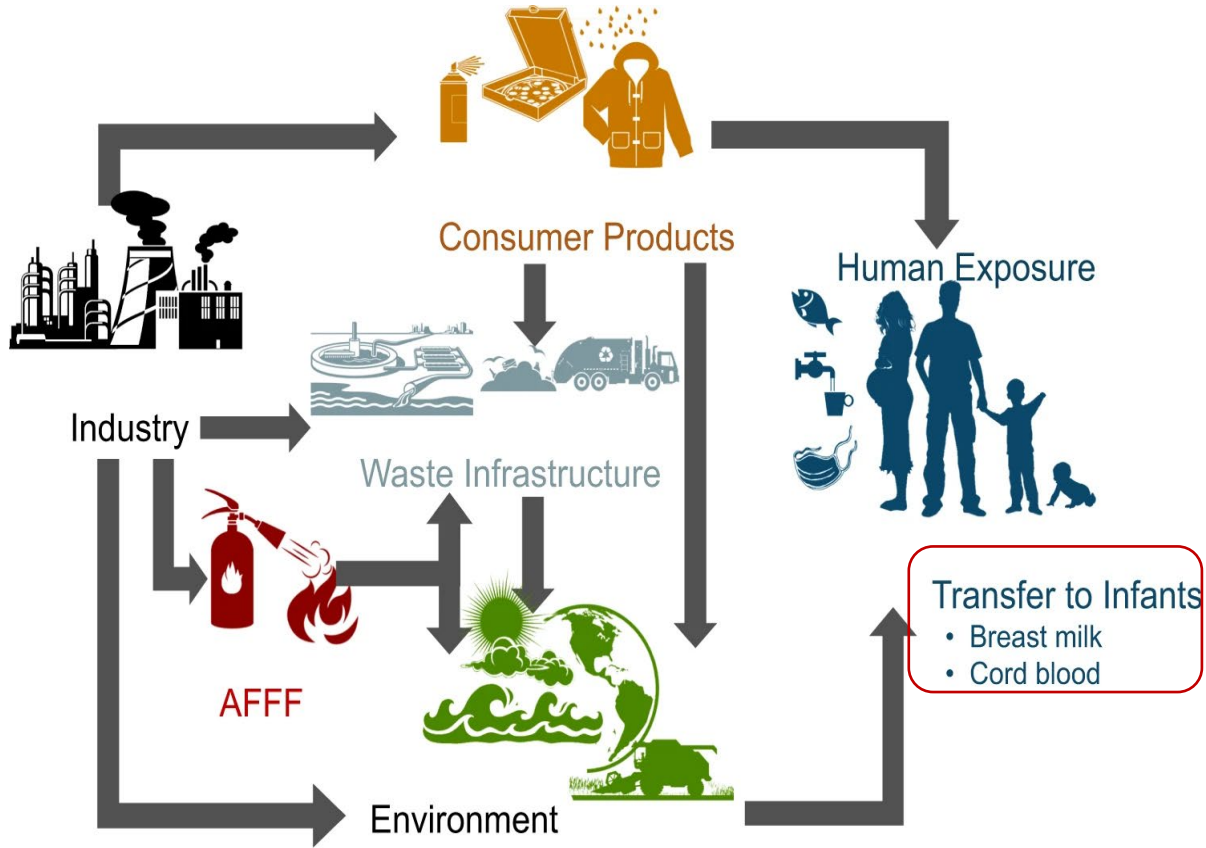 Consumer Products
Human Exposure
Industry
Waste Infrastructure
Transfer to Infants
• Breast milk
• Cord blood
AFFF
Environment